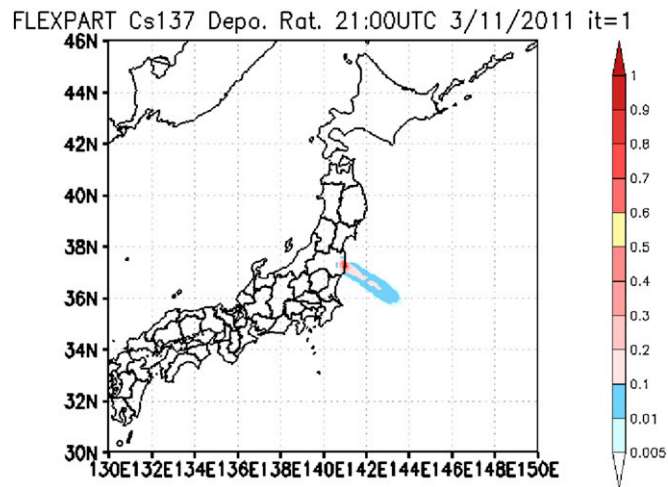 FLEXPART Cs137 Depo. Rat. 21:00UTC 3/11/2011 it=1
46N
44N
42N
40N
38N
36N
34N
32N
30N
130E132E134E136E138E140E142E144E146E148E150E
1
0.9
0.8
0.7
0.6
0.5
0.4
0.3
0.2
0.1
0.01
0.005